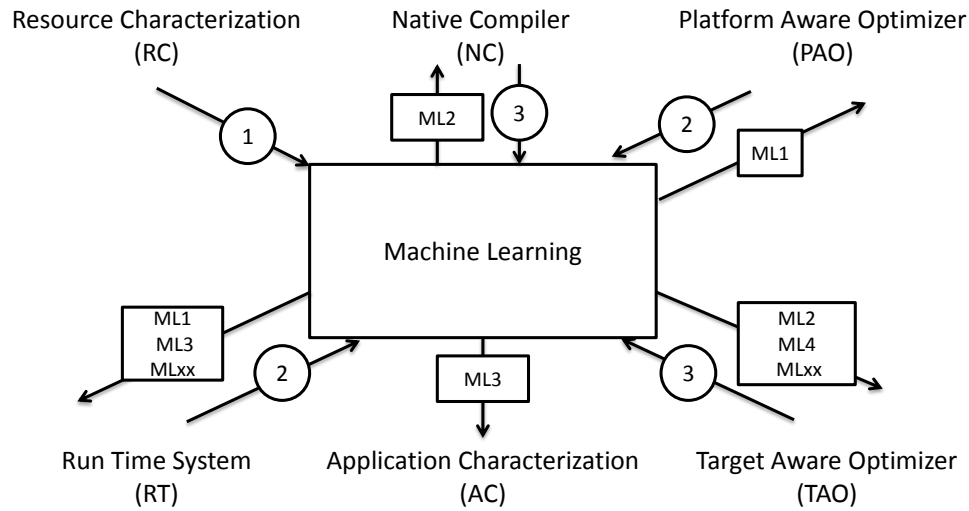 Resource Characterization
(RC)
Native Compiler
(NC)
Platform Aware Optimizer
(PAO)
1
ML2
3
2
ML1
Machine Learning
ML1
ML3
MLxx
2
ML3
3
ML2
ML4
MLxx
Run Time System
(RT)
Application Characterization
(AC)
Target Aware Optimizer
(TAO)